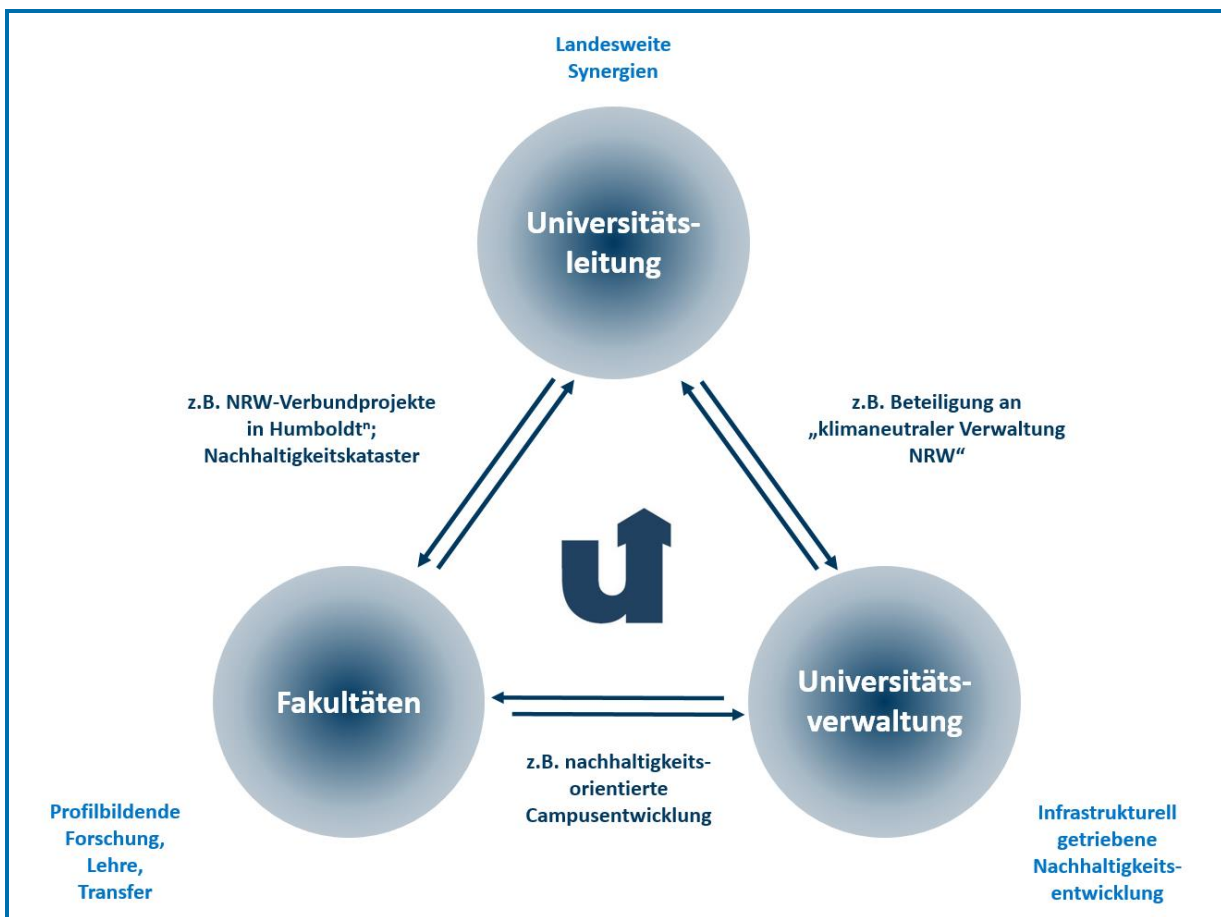 Landesweite
Synergien
Universitäts-
leitung
z.B. NRW-Verbundprojekte
in Humboldtⁿ;
Nachhaltigkeitskataster
z.B. Beteiligung an
„klimaneutraler Verwaltung
NRW“
u
Fakultäten
Universitäts-
verwaltung
z.B. nachhaltigkeits-
orientierte
Campusentwicklung
Profilbildende
Forschung,
Lehre,
Transfer
Infrastrukturell
getriebene
Nachhaltigkeits-
entwicklung